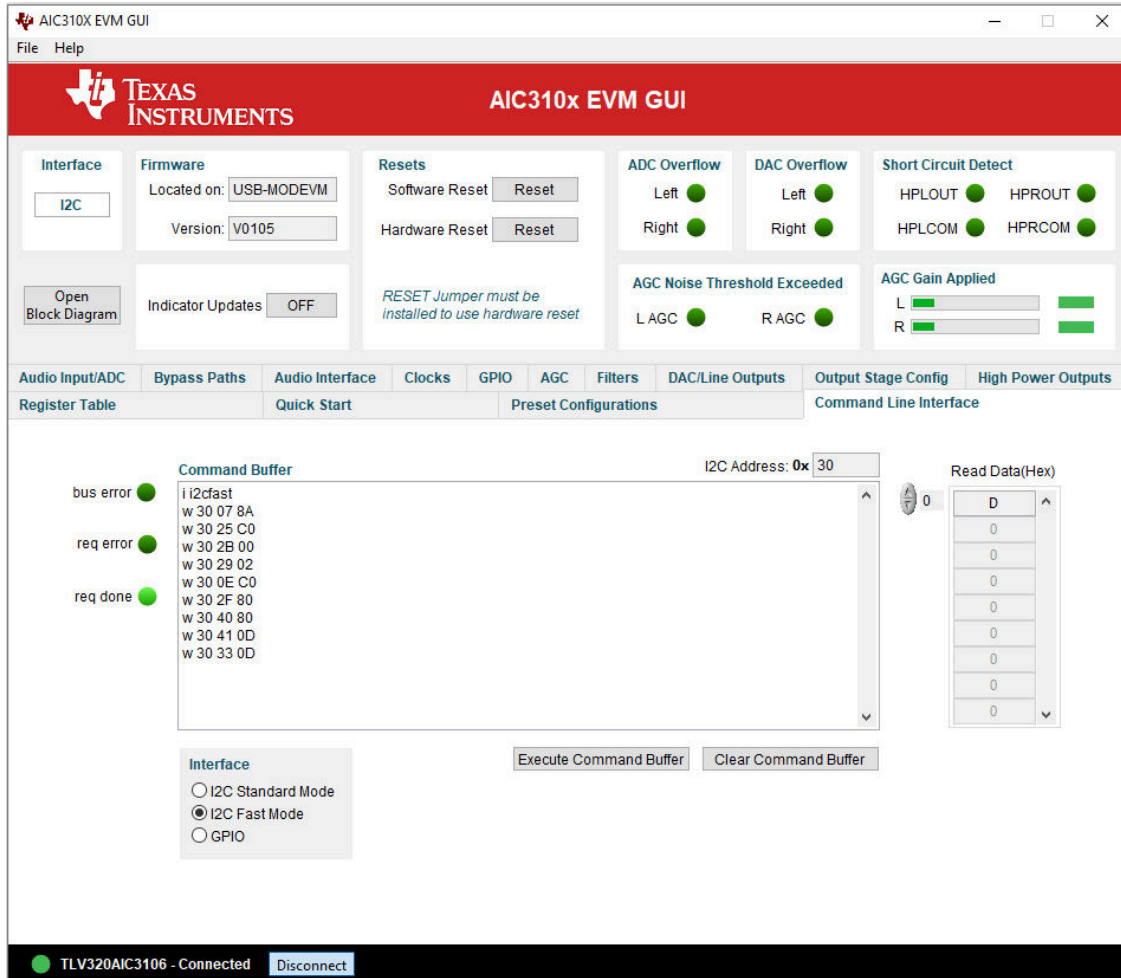 AIC310X EVM GUI
File Help
TEXAS INSTRUMENTS
AIC310x EVM GUI
Interface
I2C
Firmware
Located on: USB-MODEVM
Version: V0105
Resets
Software Reset Reset
Hardware Reset Reset
RESET Jumper must be
installed to use hardware reset
ADC Overflow
Left
Right
DAC Overflow
Left
Right
Short Circuit Detect
HPLOUT HPROUT
HPLCOM HPRCOM
Open
Block Diagram
Indicator Updates OFF
AGC Noise Threshold Exceeded
L AGC R AGC
AGC Gain Applied
L
R
Audio Input/ADC Bypass Paths Audio Interface Clocks GPIO AGC Filters DAC/Line Outputs Output Stage Config High Power Outputs
Register Table Quick Start Preset Configurations Command Line Interface
bus error
req error
req done
Command Buffer
I2C Address: 0x 30
i i2cfast
w 30 07 8A
w 30 25 C0
w 30 2B 00
w 30 29 02
w 30 0E C0
w 30 2F 80
w 30 40 80
w 30 41 0D
w 30 33 0D
Read Data(Hex)
0
D
0
0
0
0
0
0
0
0
Execute Command Buffer Clear Command Buffer
Interface
I2C Standard Mode
I2C Fast Mode
GPIO
TLV320AIC3106 - Connected Disconnect